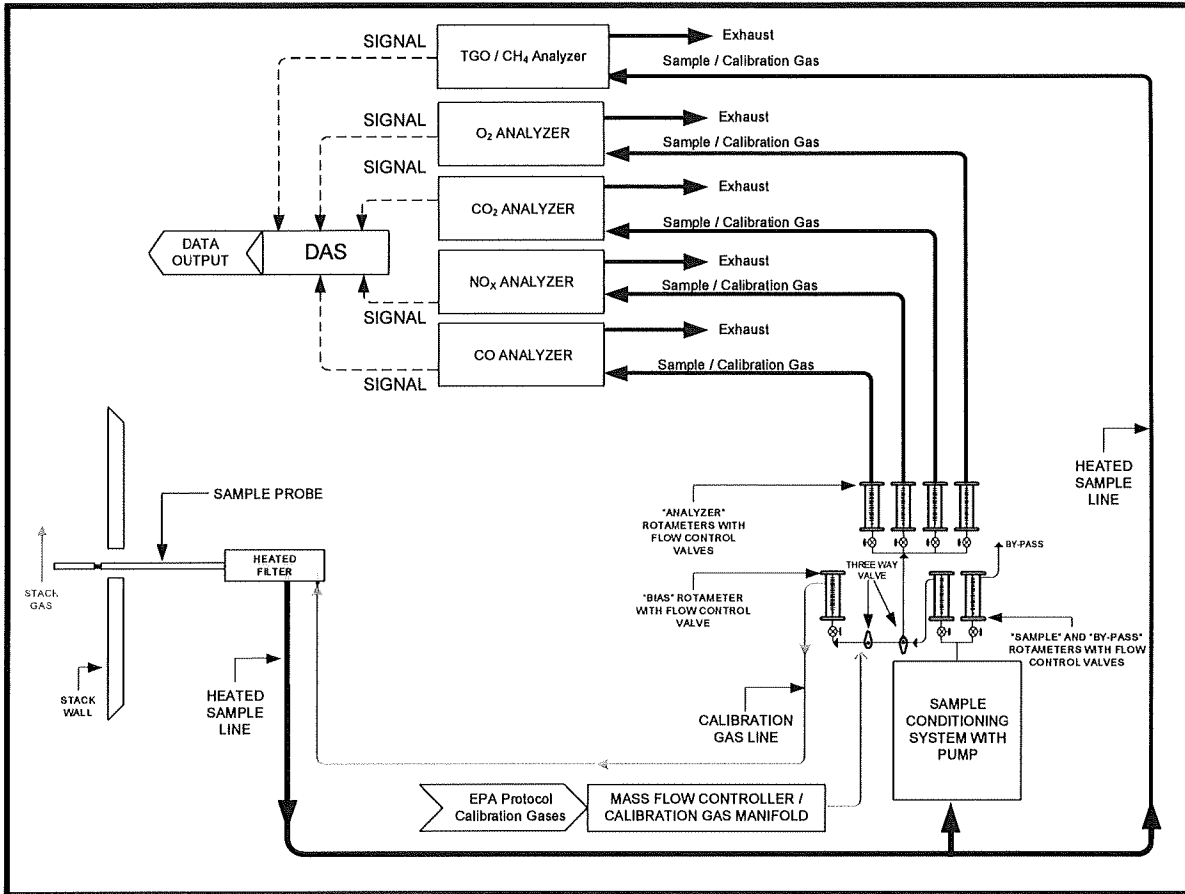 SIGNAL
TGO / CH₄ Analyzer
Exhaust
Sample / Calibration Gas
SIGNAL
O₂ ANALYZER
Exhaust
Sample / Calibration Gas
SIGNAL
CO₂ ANALYZER
Exhaust
Sample / Calibration Gas
DATA
OUTPUT
DAS
NOX ANALYZER
Exhaust
Sample / Calibration Gas
SIGNAL
CO ANALYZER
Exhaust
Sample / Calibration Gas
SIGNAL
HEATED
SAMPLE
LINE
SAMPLE PROBE
"ANALYZER"
ROTAMETERS WITH
FLOW CONTROL
VALVES
BY-PASS
HEATED
FILTER
THREE WAY
VALVE
STACK
GAS
"BIAS" ROTAMETER
WITH FLOW CONTROL
VALVE
"SAMPLE" AND "BY-PASS"
ROTAMETERS WITH FLOW
CONTROL VALVES
STACK
WALL
HEATED
SAMPLE
LINE
CALIBRATION
GAS LINE
SAMPLE
CONDITIONING
SYSTEM WITH
PUMP
EPA Protocol
Calibration Gases
MASS FLOW CONTROLLER /
CALIBRATION GAS MANIFOLD